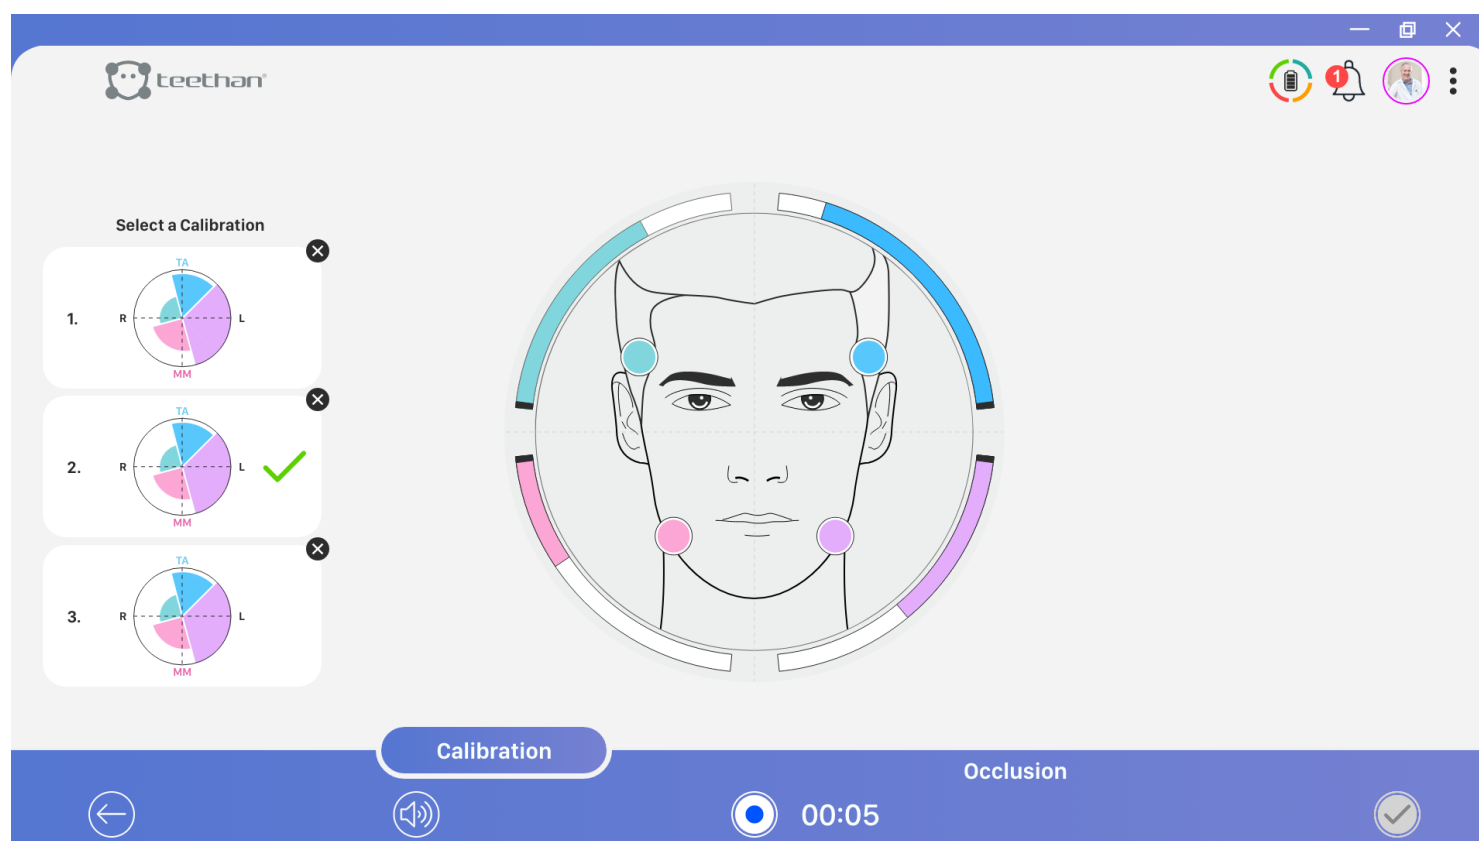 teethan®
1
Select a Calibration
TA
1.
R
L
MM
TA
2.
R
L
MM
TA
3.
R
L
MM
Calibration
Occlusion
00:05